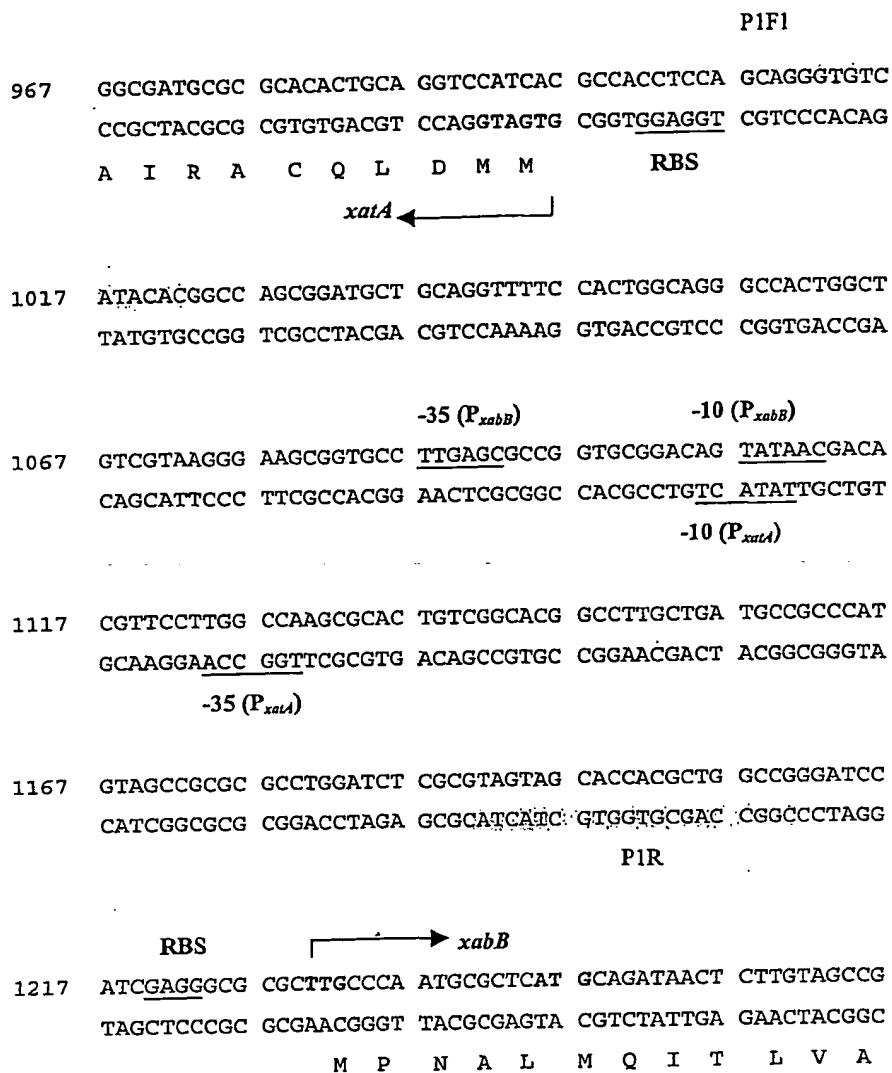 P1F1
967 GGCGATGCGC GCACACTGCA GGTCCATCAC GCCACCTCCA GCAGGGTGTC
CCGCTACGCG CGTGTGACGT CCAGGTAGTG CGGTGGAGGT CGTCCCACAG
A I R A C Q L D M M RBS
xatA
1017 ATACACGGCC AGCGGATGCT GCAGGTTTTC CACTGGCAGG GCCACTGGCT
TATGTGCCGG TCGCCTACGA CGTCCAAAAG GTGACCGTCC CGGTGACCGA
-35 (PxabB) -10 (PxabB)
1067 GTCGTAAGGG AAGCGGTGCC TTGAGCGCCG GTGCGGACAG TATAACGACA
CAGCATTCCC TTCGCCACGG AACTCGCGGC CACGCCTGTC ATATTGCTGT
-10 (PxatA)
1117 CGTTCCTTGG CCAAGCGCAC TGTCGGCACG GCCTTGCTGA TGCCGCCCAT
GCAAGGAACC GGTTCGCGTG ACAGCCGTGC CGGAACGACT ACGGCGGGTA
-35 (PxatA)
1167 GTAGCCGCGC GCCTGGATCT CGCGTAGTAG CACCACGCTG GCCGGGATCC
CATCGGCGCG CGGACCTAGA GCGCATCATC GTGGTGCGAC CGGCCCTAGG
P1R
RBS xabB
1217 ATCGAGGGCG CGCTTGCCCA ATGCGCTCAT GCAGATAACT CTTGTAGCCG
TAGCTCCCGC GCGAACGGGT TACGCGAGTA CGTCTATTGA GAACTACGGC
M P N A L M Q I T L V A